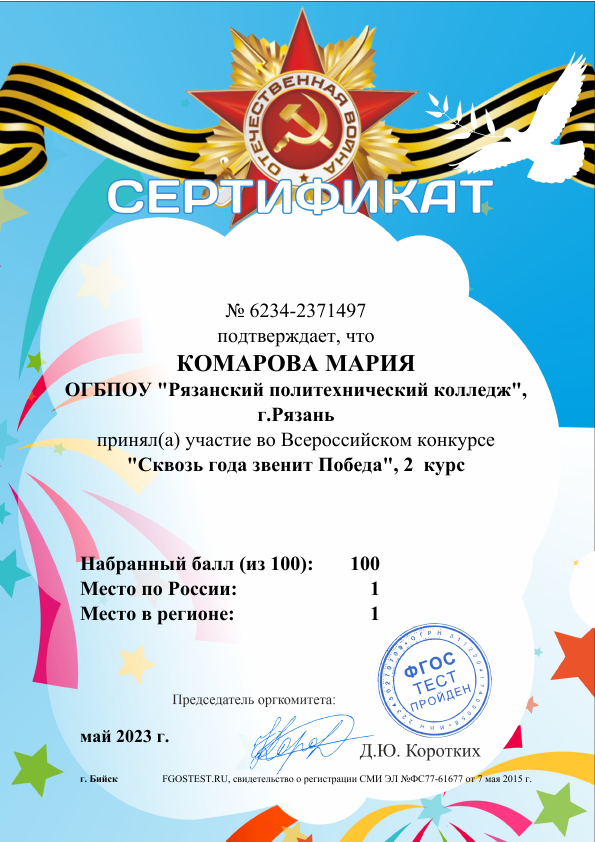 ОТЕЧЕСТВЕННАЯ ВОЙНА
СЕРТИФИКАТ
№ 6234-2371497
подтверждает, что
КОМАРОВА МАРИЯ
ОГБПОУ "Рязанский политехнический колледж",
г.Рязань
принял(а) участие во Всероссийском конкурсе
"Сквозь года звенит Победа", 2 курс
Набранный балл (из 100): 100
Место по России: 1
Место в регионе: 1
ФГОС
ТЕСТ
ПРОЙДЕН
Председатель оргкомитета:
май 2023 г.
Д.Ю. Коротких
г. Бийск FGOSTEST.RU, свидетельство о регистрации СМИ ЭЛ №ФС77-61677 от 7 мая 2015 г.